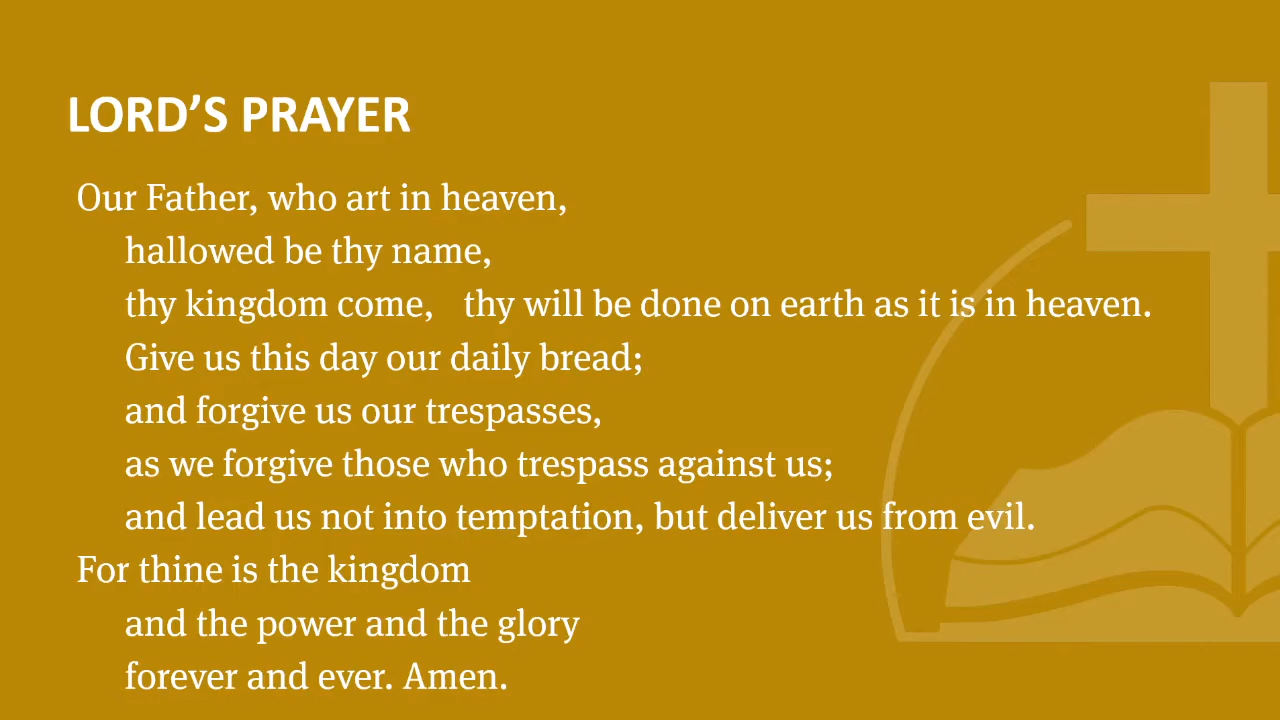 LORD’S PRAYER
Our Father, who art in heaven,
hallowed be thy name,
thy kingdom come, thy will be done on earth as it is in heaven.
Give us this day our daily bread;
and forgive us our trespasses,
as we forgive those who trespass against us;
and lead us not into temptation, but deliver us from evil.
For thine is the kingdom
and the power and the glory
forever and ever. Amen.